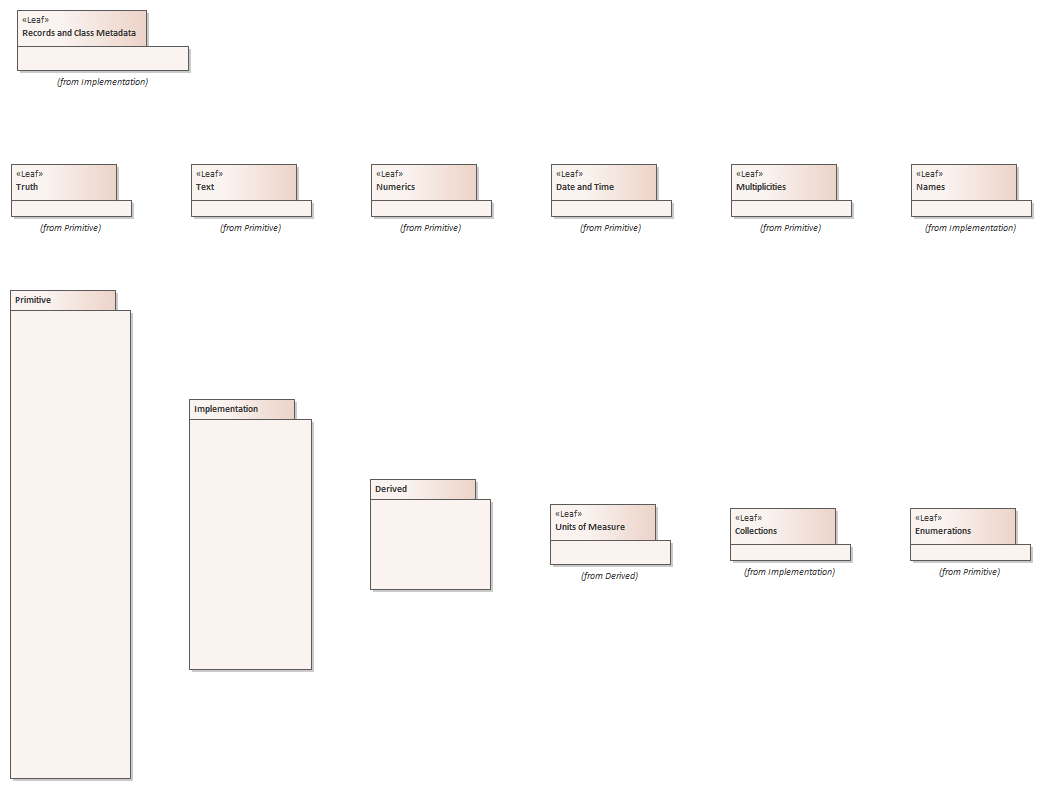 «Leaf»
Records and Class Metadata
(from Implementation)
«Leaf»
Truth
(from Primitive)
«Leaf»
Text
(from Primitive)
«Leaf»
Numerics
(from Primitive)
«Leaf»
Date and Time
(from Primitive)
«Leaf»
Multiplicities
(from Primitive)
«Leaf»
Names
(from Implementation)
Primitive
Implementation
Derived
«Leaf»
Units of Measure
(from Derived)
«Leaf»
Collections
(from Implementation)
«Leaf»
Enumerations
(from Primitive)